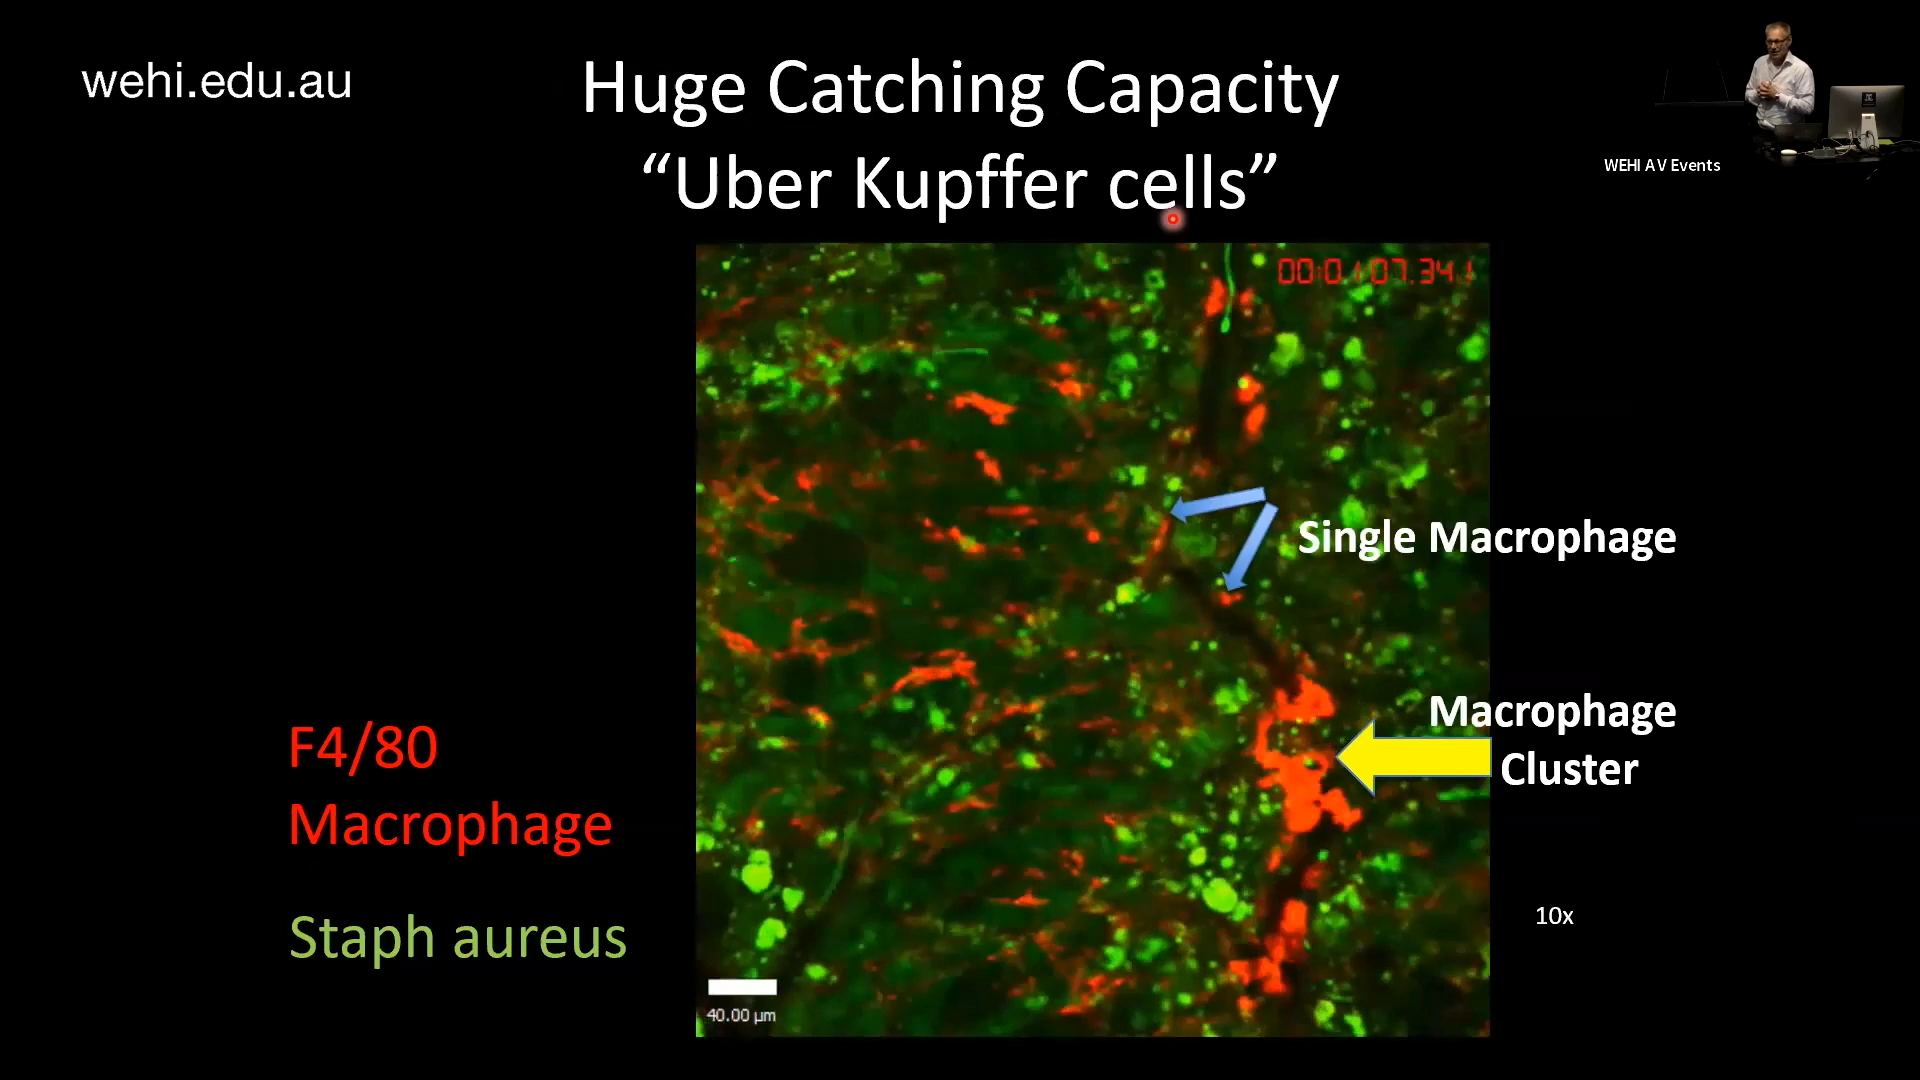 wehi.edu.au
Huge Catching Capacity
“Uber Kupffer cells”
WEHI AV Events
Single Macrophage
Macrophage
Cluster
F4/80
Macrophage
Staph aureus
10x
40.00 µm